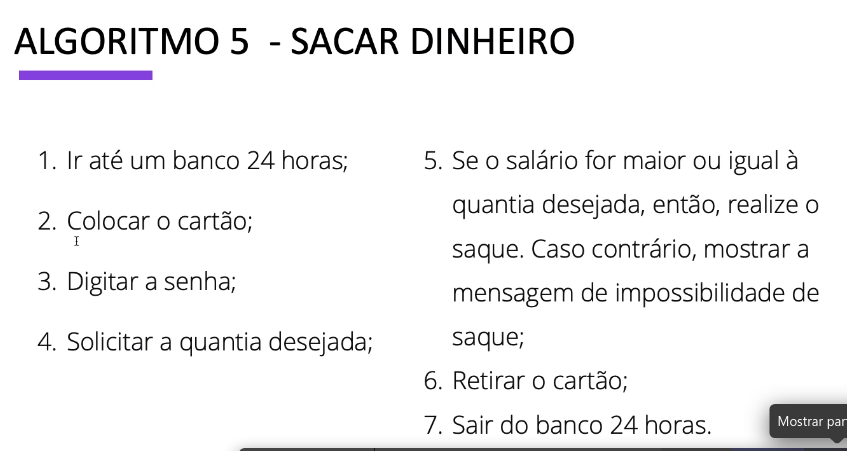 ALGORITMO 5 - SACAR DINHEIRO
1. Ir até um banco 24 horas;
2. Colocar o cartão;
3. Digitar a senha;
4. Solicitar a quantia desejada;
5. Se o salário for maior ou igual à
quantia desejada, então, realize o
saque. Caso contrário, mostrar a
mensagem de impossibilidade de
saque;
6. Retirar o cartão;
7. Sair do banco 24 horas.
Mostrar